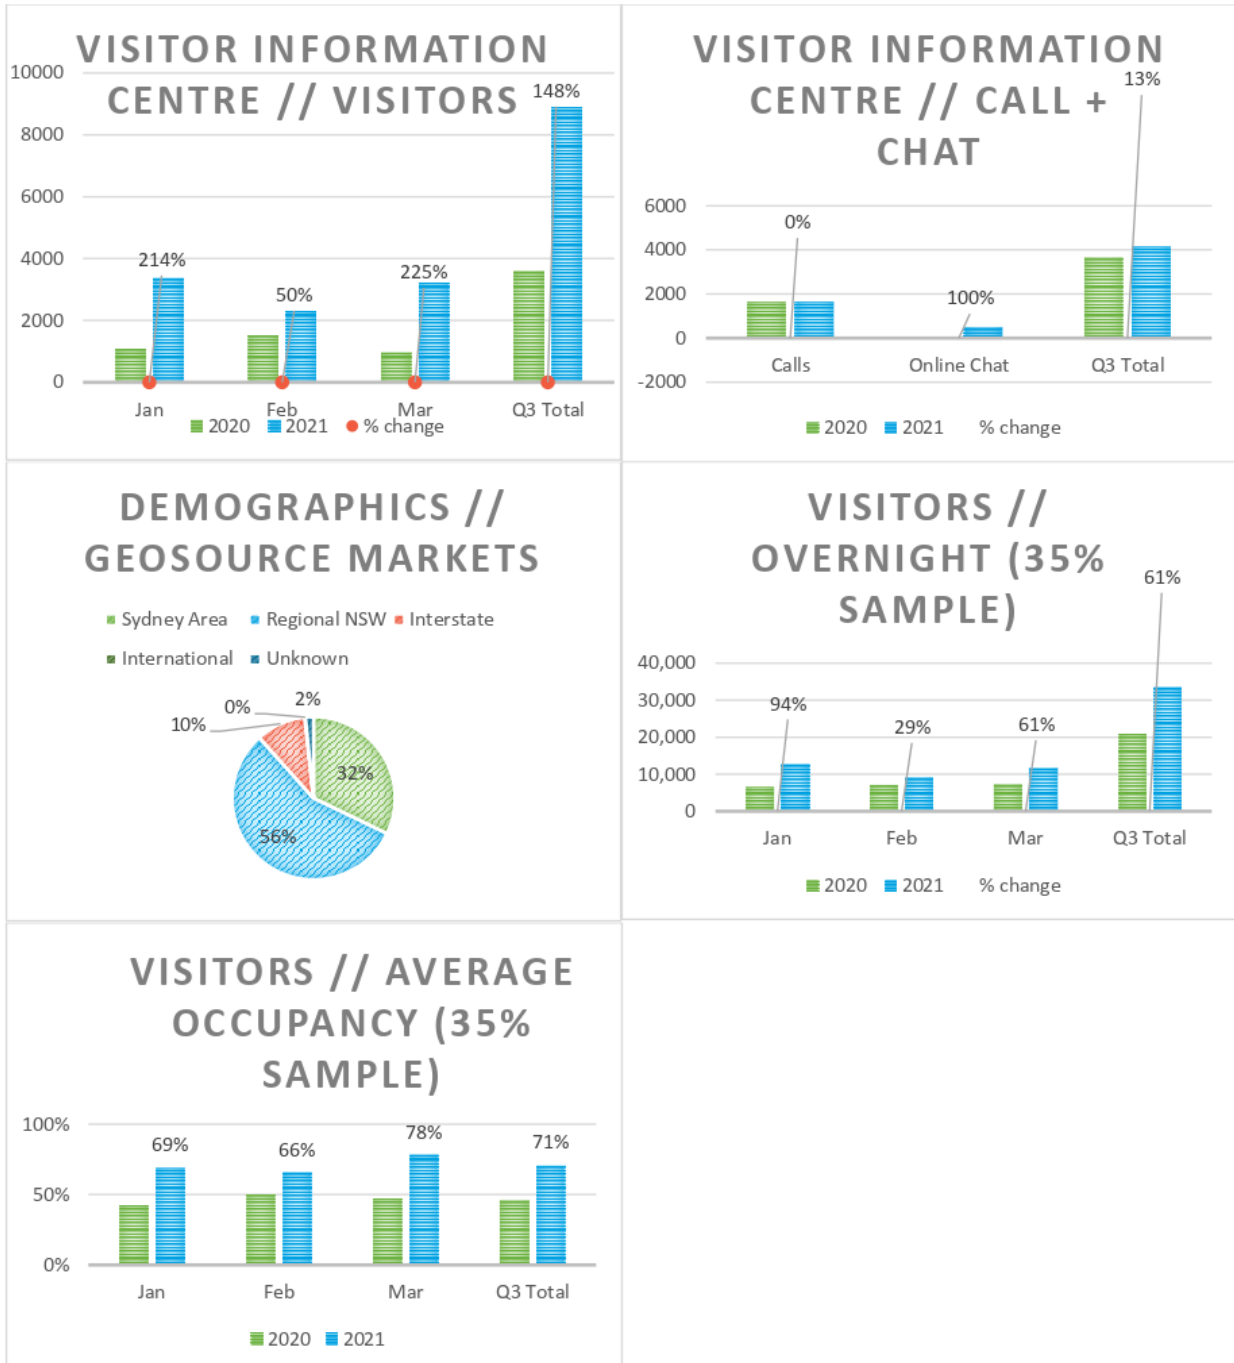 VISITOR INFORMATION
CENTRE // VISITORS
10000
8000
6000
4000
2000
0
214%
50%
225%
148%
Jan
Feb
Mar
Q3 Total
2020
2021
% change
VISITOR INFORMATION
CENTRE // CALL +
CHAT
6000
4000
2000
0
-2000
0%
100%
13%
Calls
Online Chat
Q3 Total
2020
2021
% change
DEMOGRAPHICS //
GEOSOURCE MARKETS
Sydney Area
Regional NSW
Interstate
International
Unknown
2%
0%
10%
32%
56%
VISITORS //
OVERNIGHT (35%
SAMPLE)
40,000
30,000
20,000
10,000
0
94%
29%
61%
61%
Jan
Feb
Mar
Q3 Total
2020
2021
% change
VISITORS // AVERAGE
OCCUPANCY (35%
SAMPLE)
100%
50%
0%
69%
66%
78%
71%
Jan
Feb
Mar
Q3 Total
2020
2021